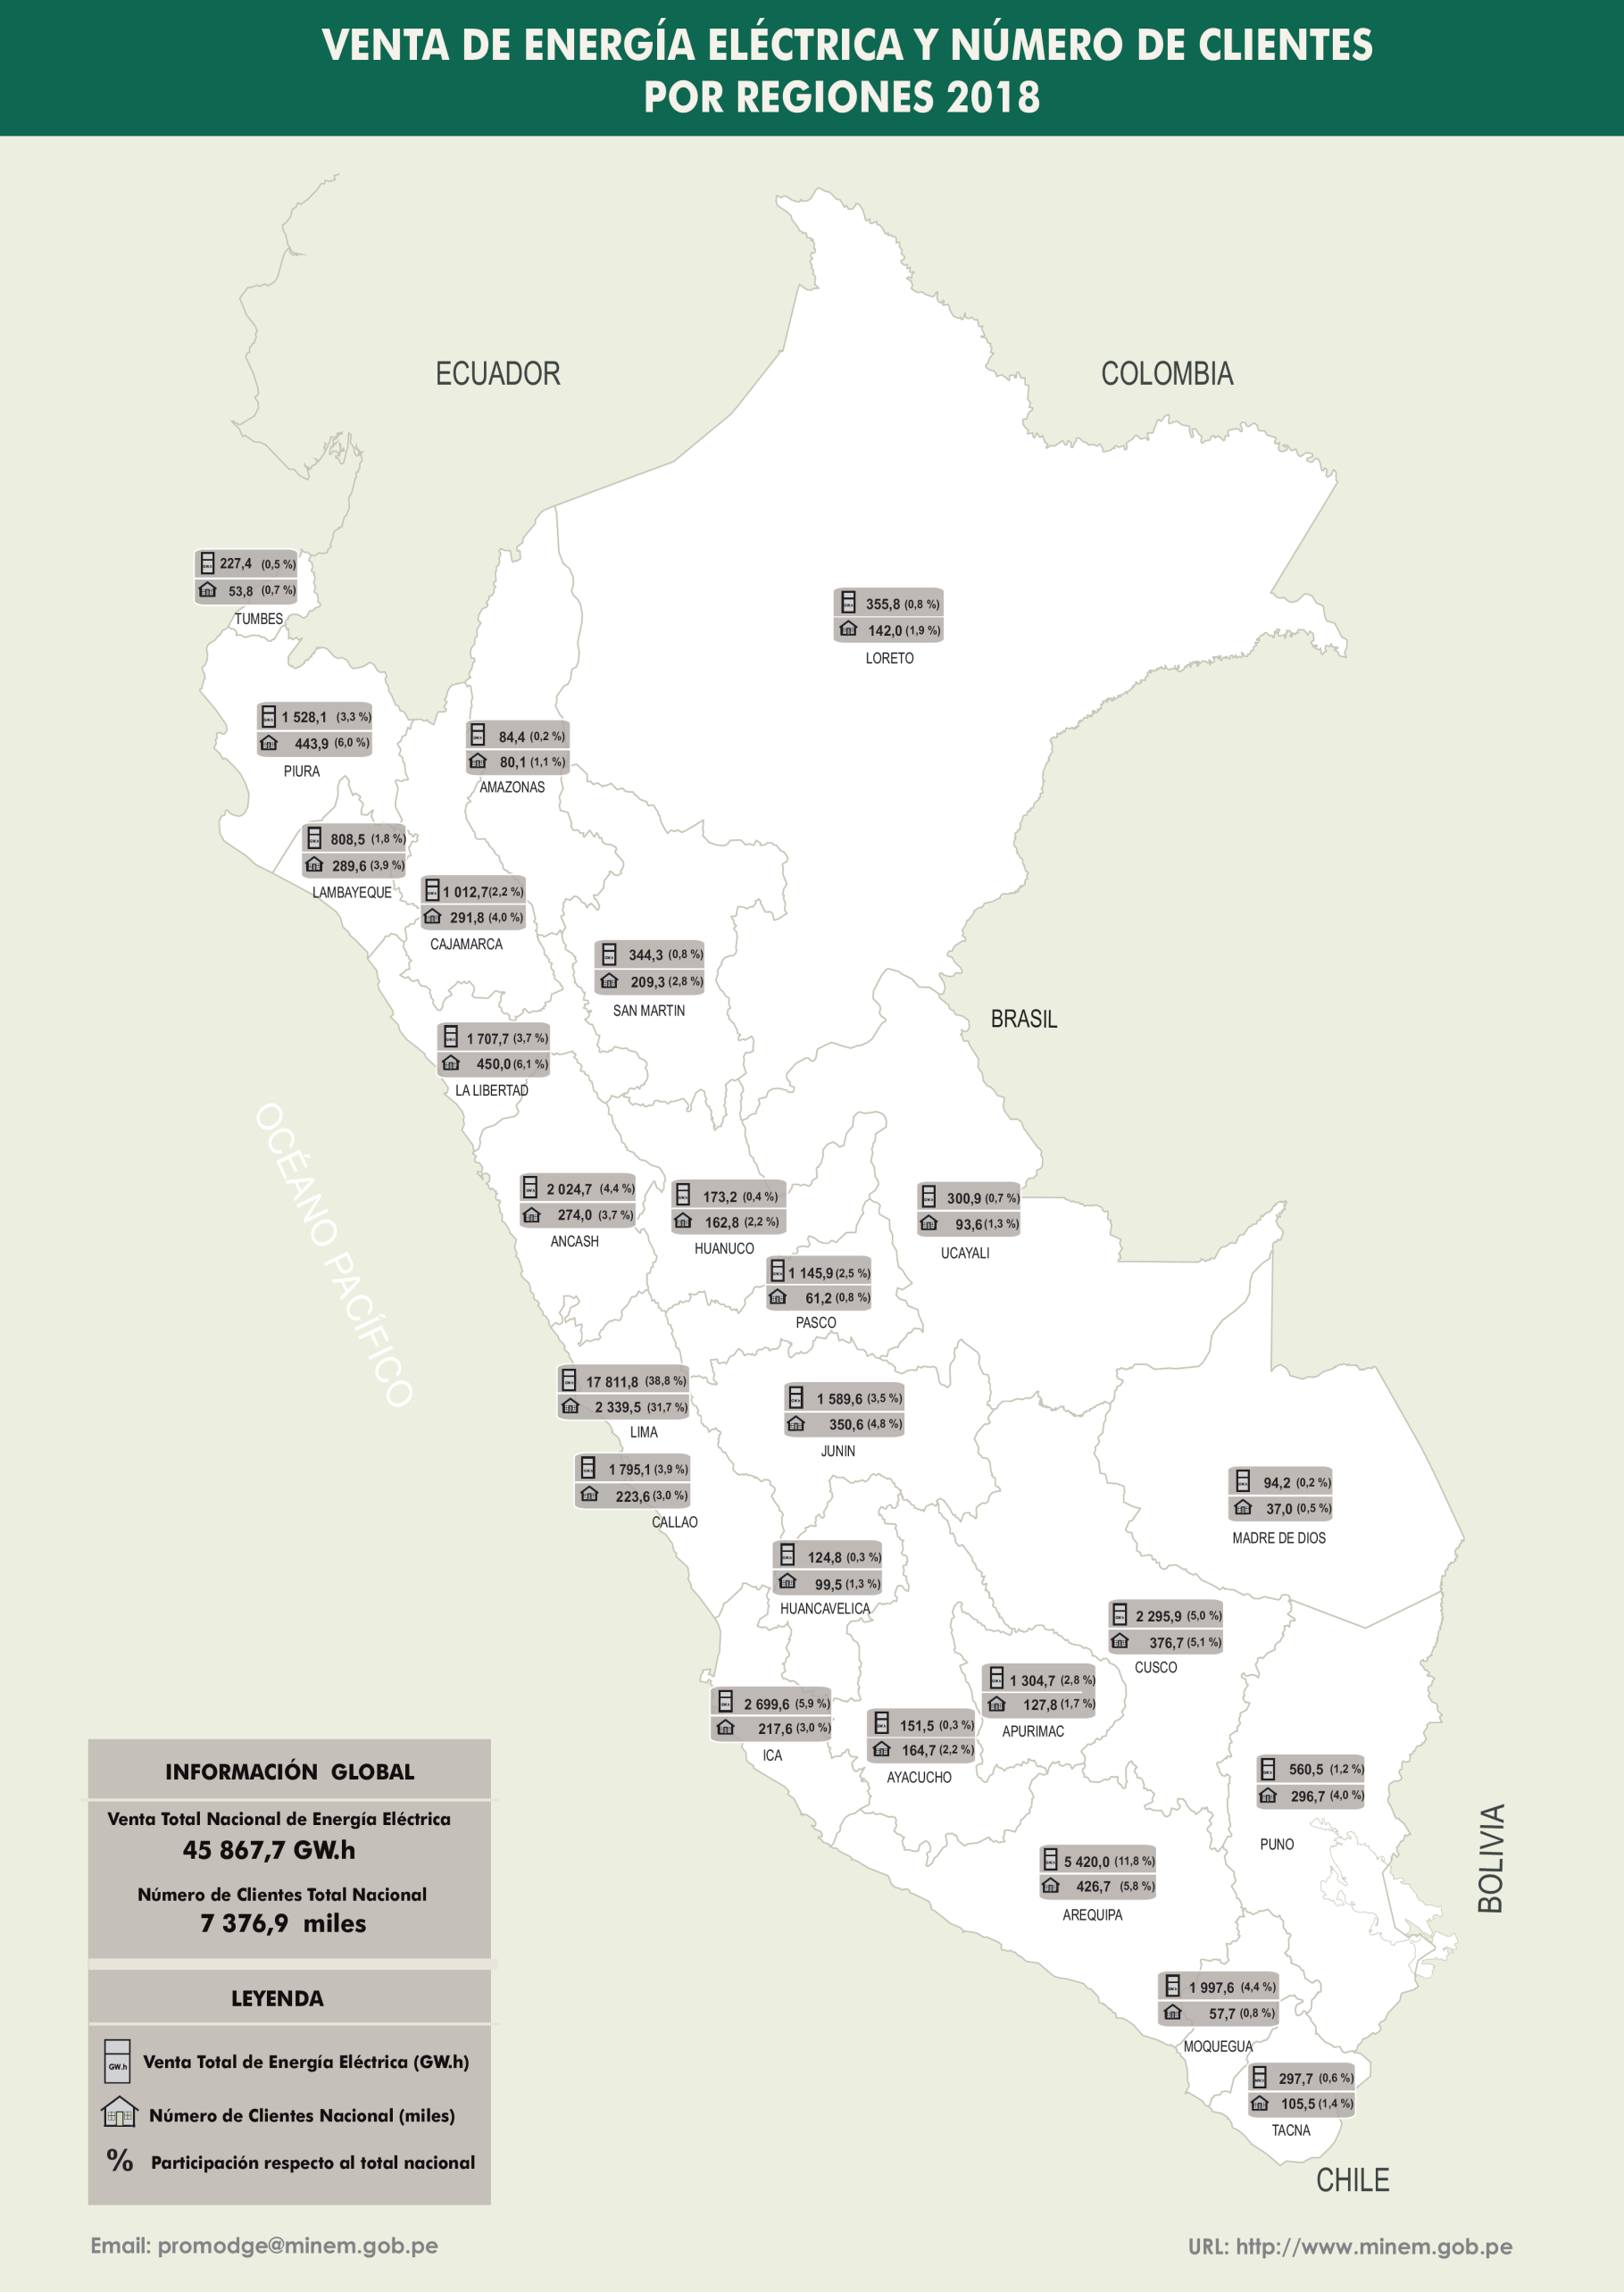 VENTA DE ENERGÍA ELÉCTRICA Y NÚMERO DE CLIENTES
POR REGIONES 2018
ECUADOR
COLOMBIA
227,4 (0,5 %)
53,8 (0,7 %)
TUMBES
355,8 (0,8 %)
142,0 (1,9 %)
LORETO
1 528,1 (3,3 %)
443,9 (6,0 %)
PIURA
84,4 (0,2 %)
80,1 (1,1 %)
AMAZONAS
808,5 (1,8 %)
289,6 (3,9 %)
LAMBAYEQUE
1 012,7 (2,2 %)
291,8 (4,0 %)
CAJAMARCA
344,3 (0,8 %)
209,3 (2,8 %)
SAN MARTIN
BRASIL
1 707,7 (3,7 %)
450,0 (6,1 %)
LA LIBERTAD
OCÉANO PACÍFICO
2 024,7 (4,4 %)
274,0 (3,7 %)
ANCASH
173,2 (0,4 %)
162,8 (2,2 %)
HUANUCO
300,9 (0,7 %)
93,6 (1,3 %)
UCAYALI
1 145,9 (2,5 %)
61,2 (0,8 %)
PASCO
17 811,8 (38,8 %)
2 339,5 (31,7 %)
LIMA
1 589,6 (3,5 %)
350,6 (4,8 %)
JUNIN
1 795,1 (3,9 %)
223,6 (3,0 %)
CALLAO
94,2 (0,2 %)
37,0 (0,5 %)
MADRE DE DIOS
124,8 (0,3 %)
99,5 (1,3 %)
HUANCAVELICA
2 295,9 (5,0 %)
376,7 (5,1 %)
CUSCO
1 304,7 (2,8 %)
127,8 (1,7 %)
APURIMAC
2 699,6 (5,9 %)
217,6 (3,0 %)
ICA
151,5 (0,3 %)
164,7 (2,2 %)
AYACUCHO
560,5 (1,2 %)
296,7 (4,0 %)
PUNO
BOLIVIA
5 420,0 (11,8 %)
426,7 (5,8 %)
AREQUIPA
1 997,6 (4,4 %)
57,7 (0,8 %)
MOQUEGUA
297,7 (0,6 %)
105,5 (1,4 %)
TACNA
CHILE
INFORMACIÓN GLOBAL
Venta Total Nacional de Energía Eléctrica
45 867,7 GW.h
Número de Clientes Total Nacional
7 376,9 miles
LEYENDA
GW.h
Venta Total de Energía Eléctrica (GW.h)
Número de Clientes Nacional (miles)
% Participación respecto al total nacional
Email: promodge@minem.gob.pe
URL: http://www.minem.gob.pe